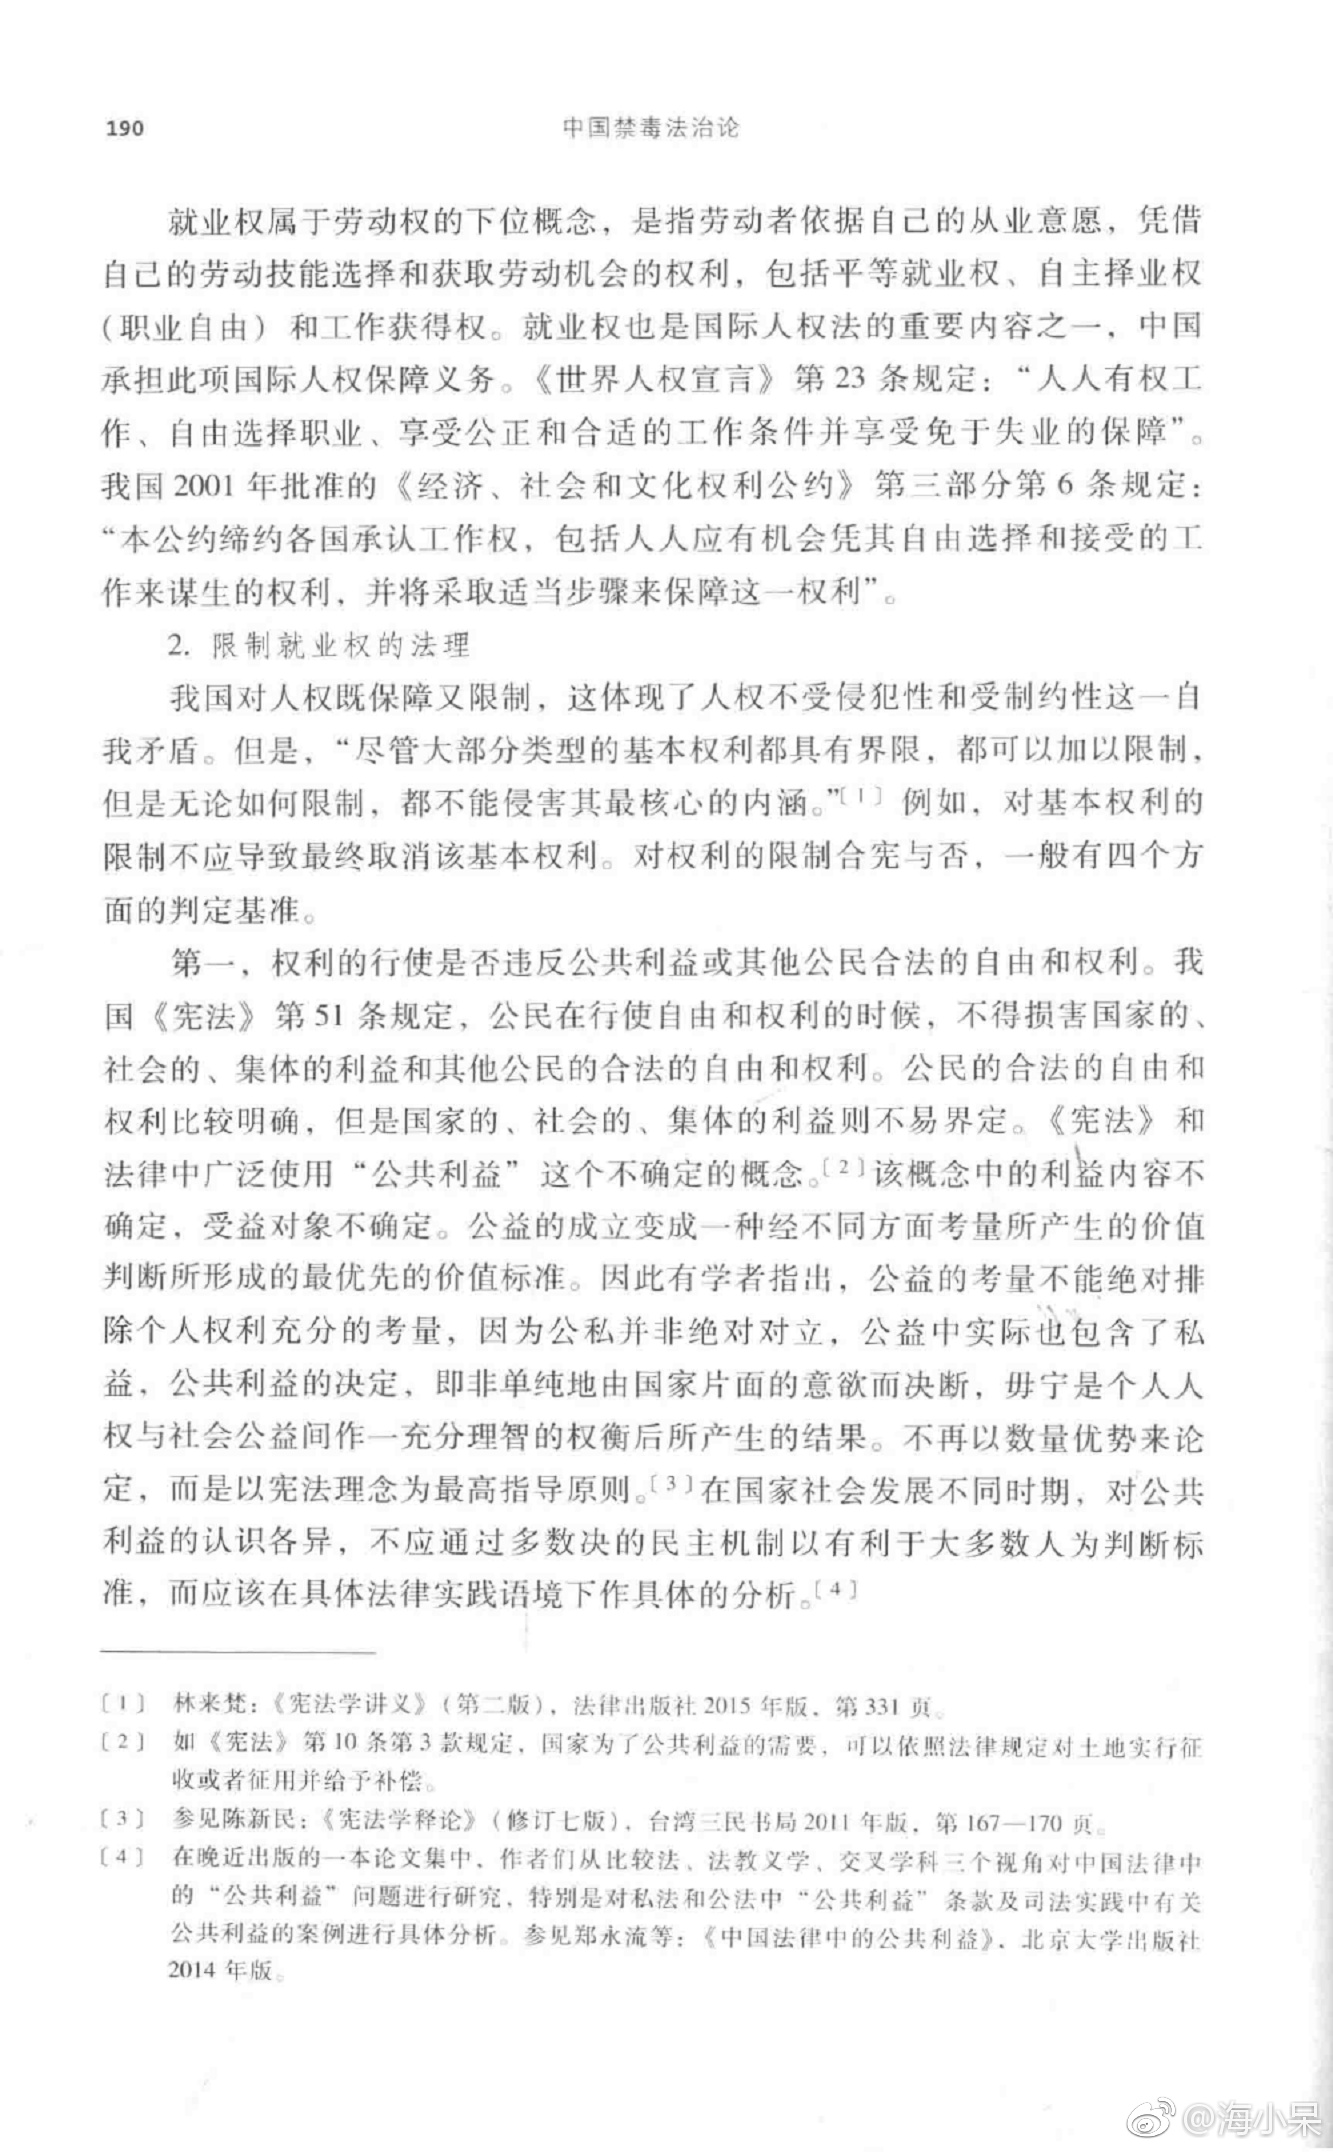 190
中国禁毒法治论
就业权属于劳动权的下位概念，是指劳动者依据自己的从业意愿，凭借
自己的劳动技能选择和获取劳动机会的权利，包括平等就业权、自主择业权
（职业自由）和工作获得权。就业权也是国际人权法的重要内容之一，中国
承担此项国际人权保障义务。《世界人权宣言》第 23 条规定：“人人有权工
作、自由选择职业、享受公正和合适的工作条件并享受免于失业的保障”。
我国 2001 年批准的《经济、社会和文化权利公约》第三部分第 6 条规定：
“本公约缔约各国承认工作权，包括人人应有机会凭其自由选择和接受的工
作来谋生的权利，并将采取适当步骤来保障这一权利”。
2. 限制就业权的法理
我国对人权既保障又限制，这体现了人权不受侵犯性和受制约性这一自
我矛盾。但是，“尽管大部分类型的基本权利都具有界限，都可以加以限制，
但是无论如何限制，都不能侵害其最核心的内涵。”〔1〕例如，对基本权利的
限制不应导致最终取消该基本权利。对权利的限制合宪与否，一般有四个方
面的判定基准。
第一，权利的行使是否违反公共利益或其他公民合法的自由和权利。我
国《宪法》第 51 条规定，公民在行使自由和权利的时候，不得损害国家的、
社会的、集体的利益和其他公民的合法的自由和权利。公民的合法的自由和
权利比较明确，但是国家的、社会的、集体的利益则不易界定。《宪法》和
法律中广泛使用“公共利益”这个不确定的概念。〔2〕该概念中的利益内容不
确定，受益对象不确定。公益的成立变成一种经不同方面考量所产生的价值
判断所形成的最优先的价值标准。因此有学者指出，公益的考量不能绝对排
除个人权利充分的考量，因为公私并非绝对对立，公益中实际也包含了私
益，公共利益的决定，即非单纯地由国家片面的意欲而决断，毋宁是个人人
权与社会公益间作一充分理智的权衡后所产生的结果。不再以数量优势来论
定，而是以宪法理念为最高指导原则。〔3〕在国家社会发展不同时期，对公共
利益的认识各异，不应通过多数决的民主机制以有利于大多数人为判断标
准，而应该在具体法律实践语境下作具体的分析。〔4〕
〔1〕 林来梵：《宪法学讲义》（第二版），法律出版社 2015 年版，第 331 页。
〔2〕 如《宪法》第 10 条第 3 款规定，国家为了公共利益的需要，可以依照法律规定对土地实行征
收或者征用并给予补偿。
〔3〕 参见陈新民：《宪法学释论》（修订七版），台湾三民书局 2011 年版，第 167—170 页。
〔4〕 在晚近出版的一本论文集中，作者们从比较法、法教义学、交叉学科三个视角对中国法律中
的“公共利益”问题进行研究，特别是对私法和公法中“公共利益”条款及司法实践中有关
公共利益的案例进行具体分析。参见郑永流等：《中国法律中的公共利益》，北京大学出版社
2014 年版。
@海小呆